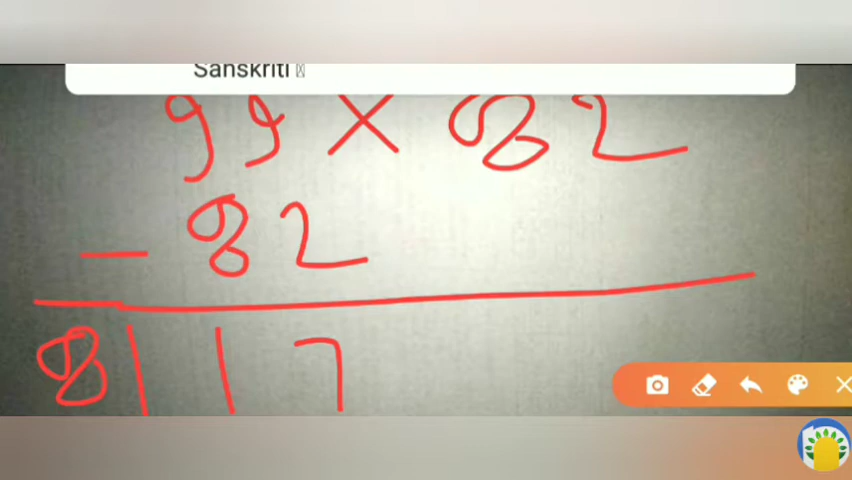 Sanskriti
99 × 82
- 82
81 17